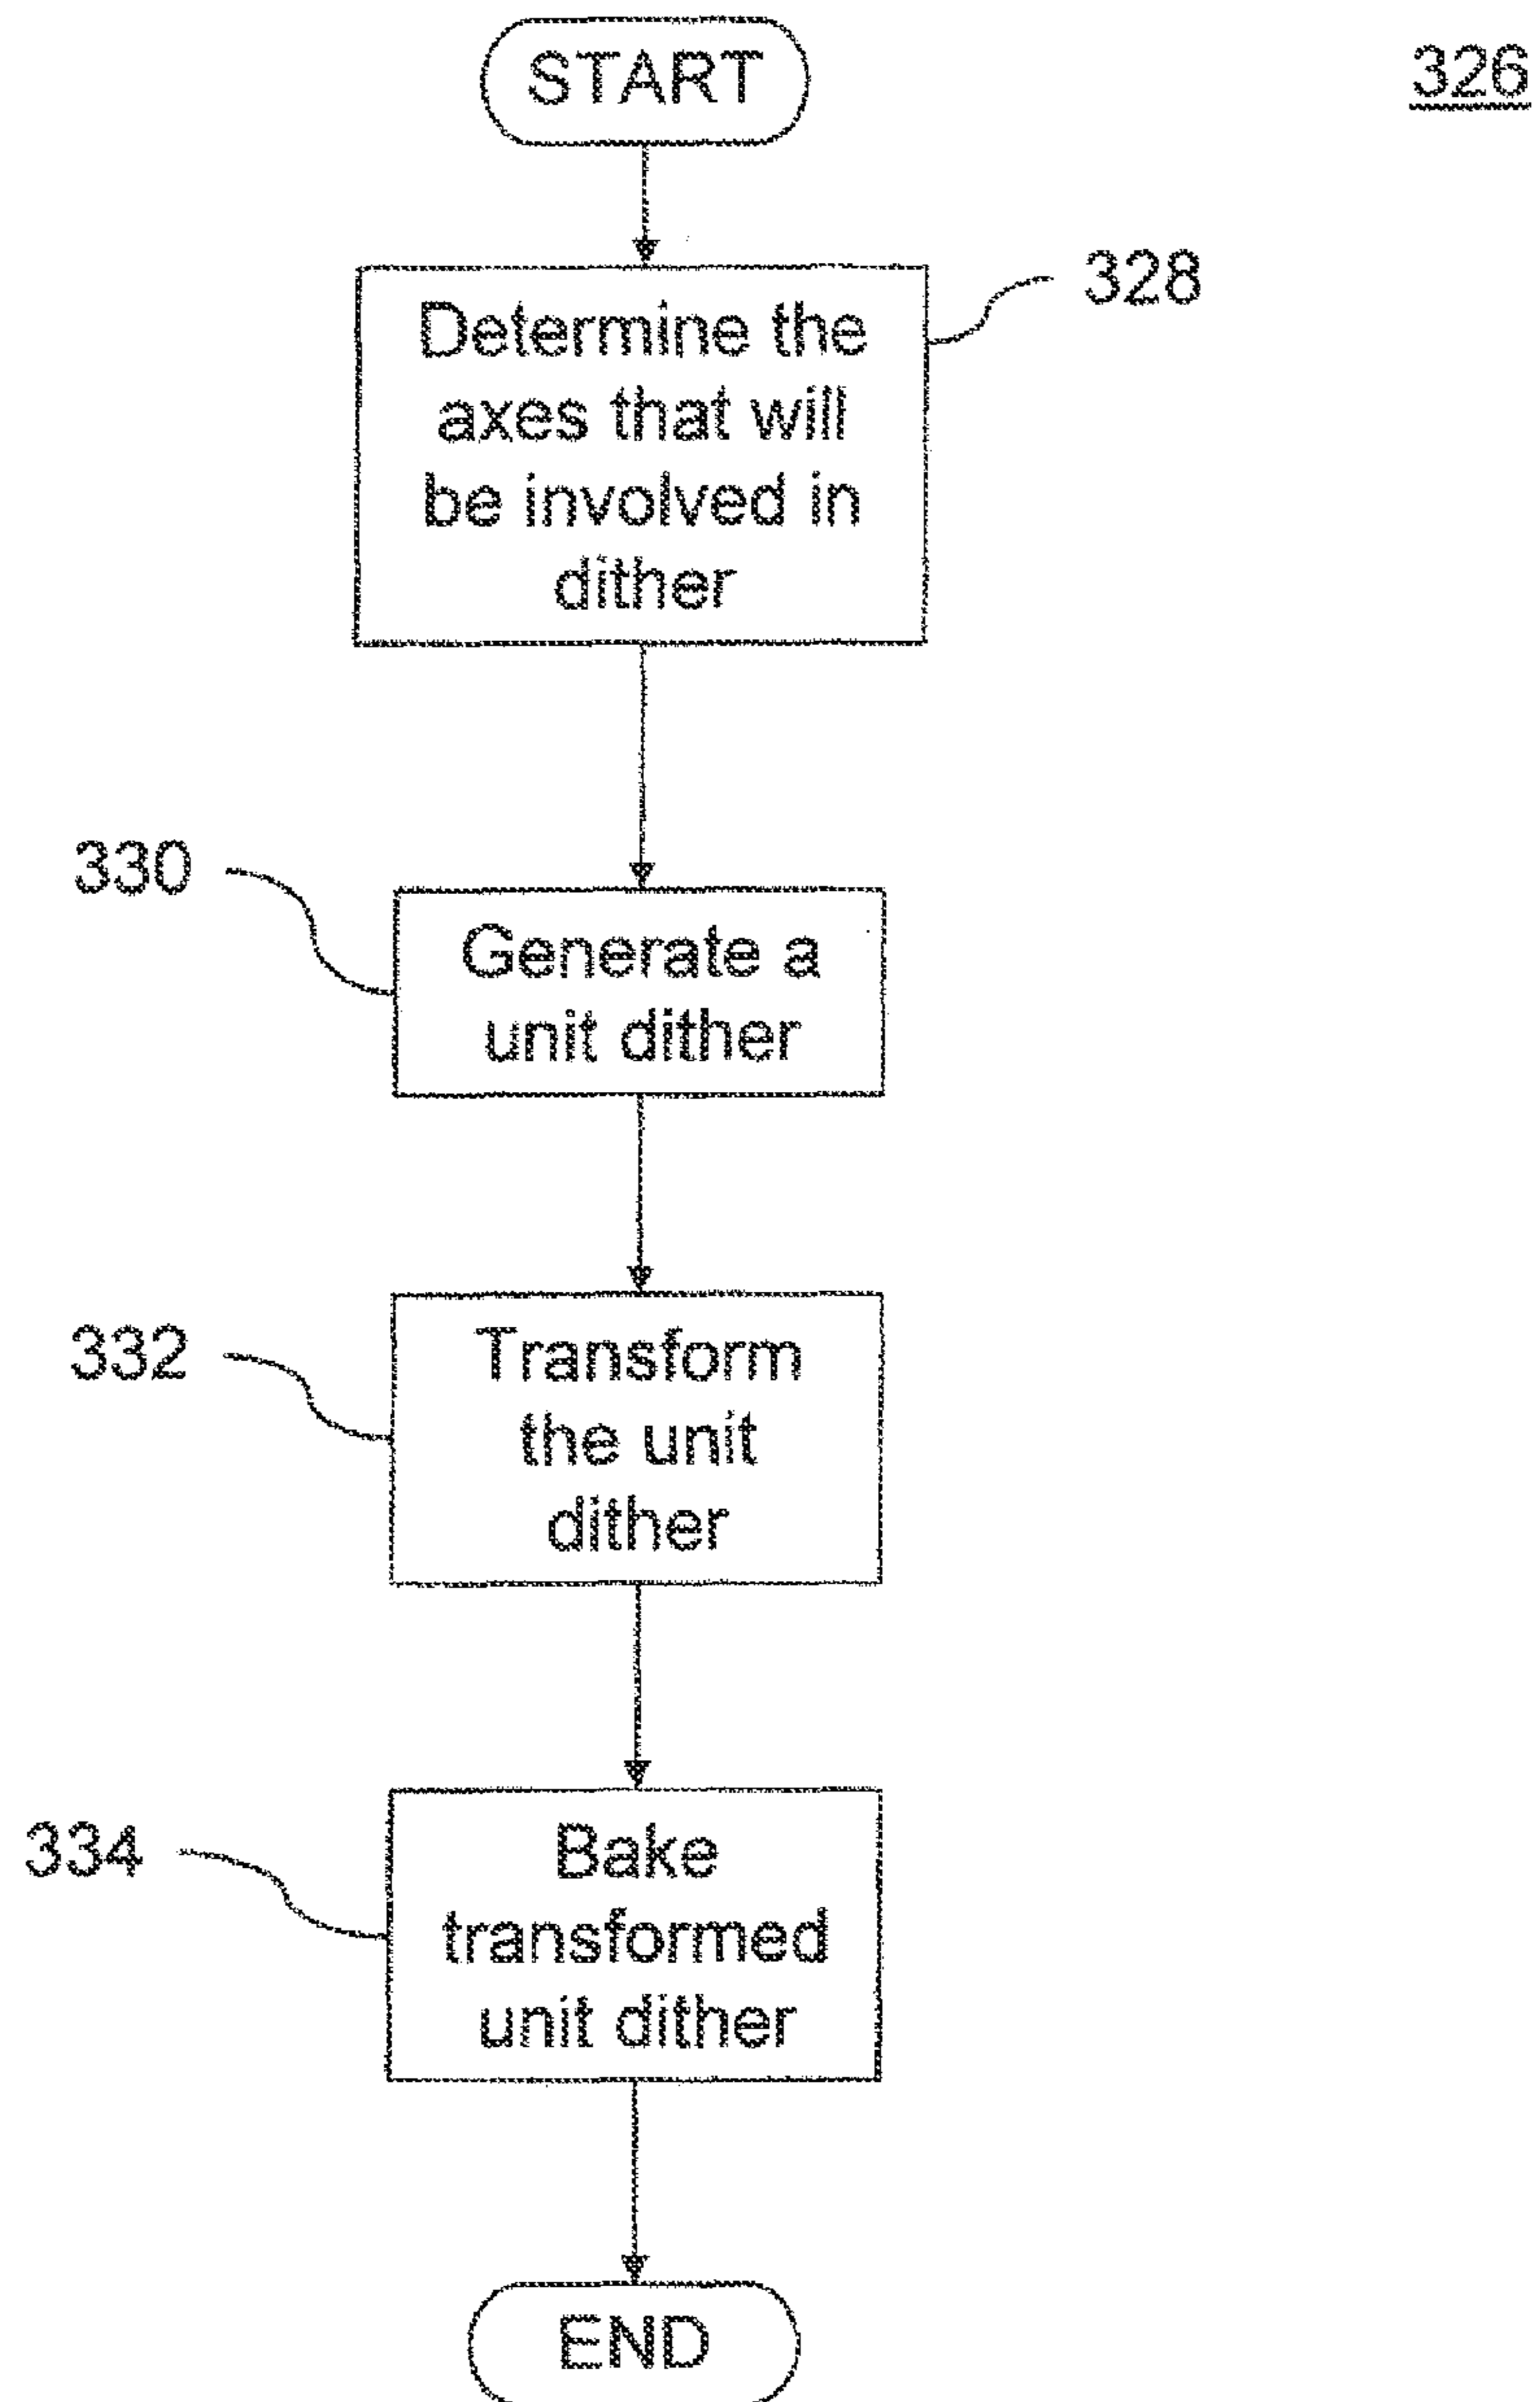 START
326
Determine the
axes that will
be involved in
dither
328
330
Generate a
unit dither
332
Transform
the unit
dither
334
Bake
transformed
unit dither
END